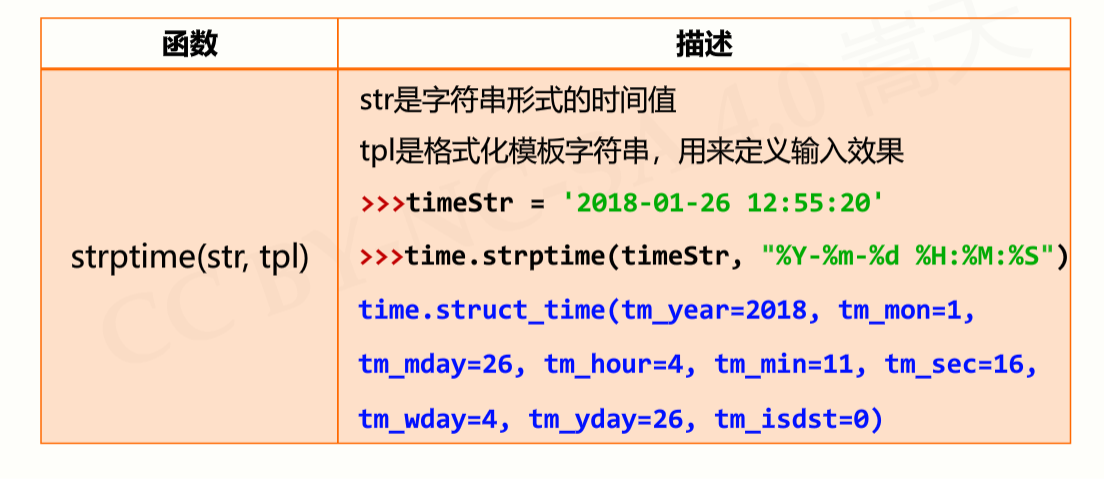 函数
描述
strptime(str, tpl)
str是字符串形式的时间值
tpl是格式化模板字符串，用来定义输入效果
>>>timeStr = '2018-01-26 12:55:20'
>>>time.strptime(timeStr, "%Y-%m-%d %H:%M:%S")
time.struct_time(tm_year=2018, tm_mon=1,
tm_mday=26, tm_hour=4, tm_min=11, tm_sec=16,
tm_wday=4, tm_yday=26, tm_isdst=0)
CC BY NC-SA 4.0 嵩天